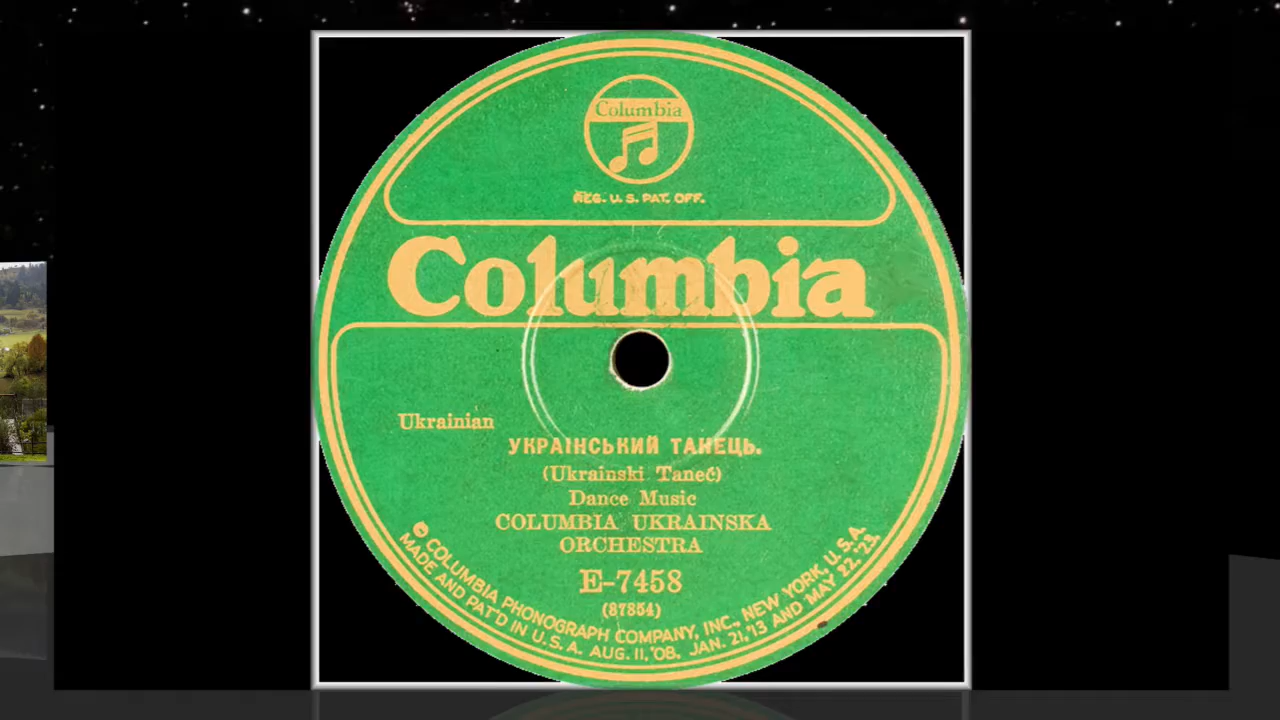 Columbia
REG. U. S. PAT. OFF.
Columbia
Ukrainian
УКРАІНСЬКИЙ ТАНЕЦЬ.
(Ukrainski Taneć)
Dance Music
COLUMBIA UKRAINSKA
ORCHESTRA
E-7458
(87854)
© COLUMBIA PHONOGRAPH COMPANY, INC., NEW YORK, U. S. A.
MADE AND PAT'D IN U. S. A. AUG. 11, '08. JAN. 21, '13 AND MAY 22, '23.